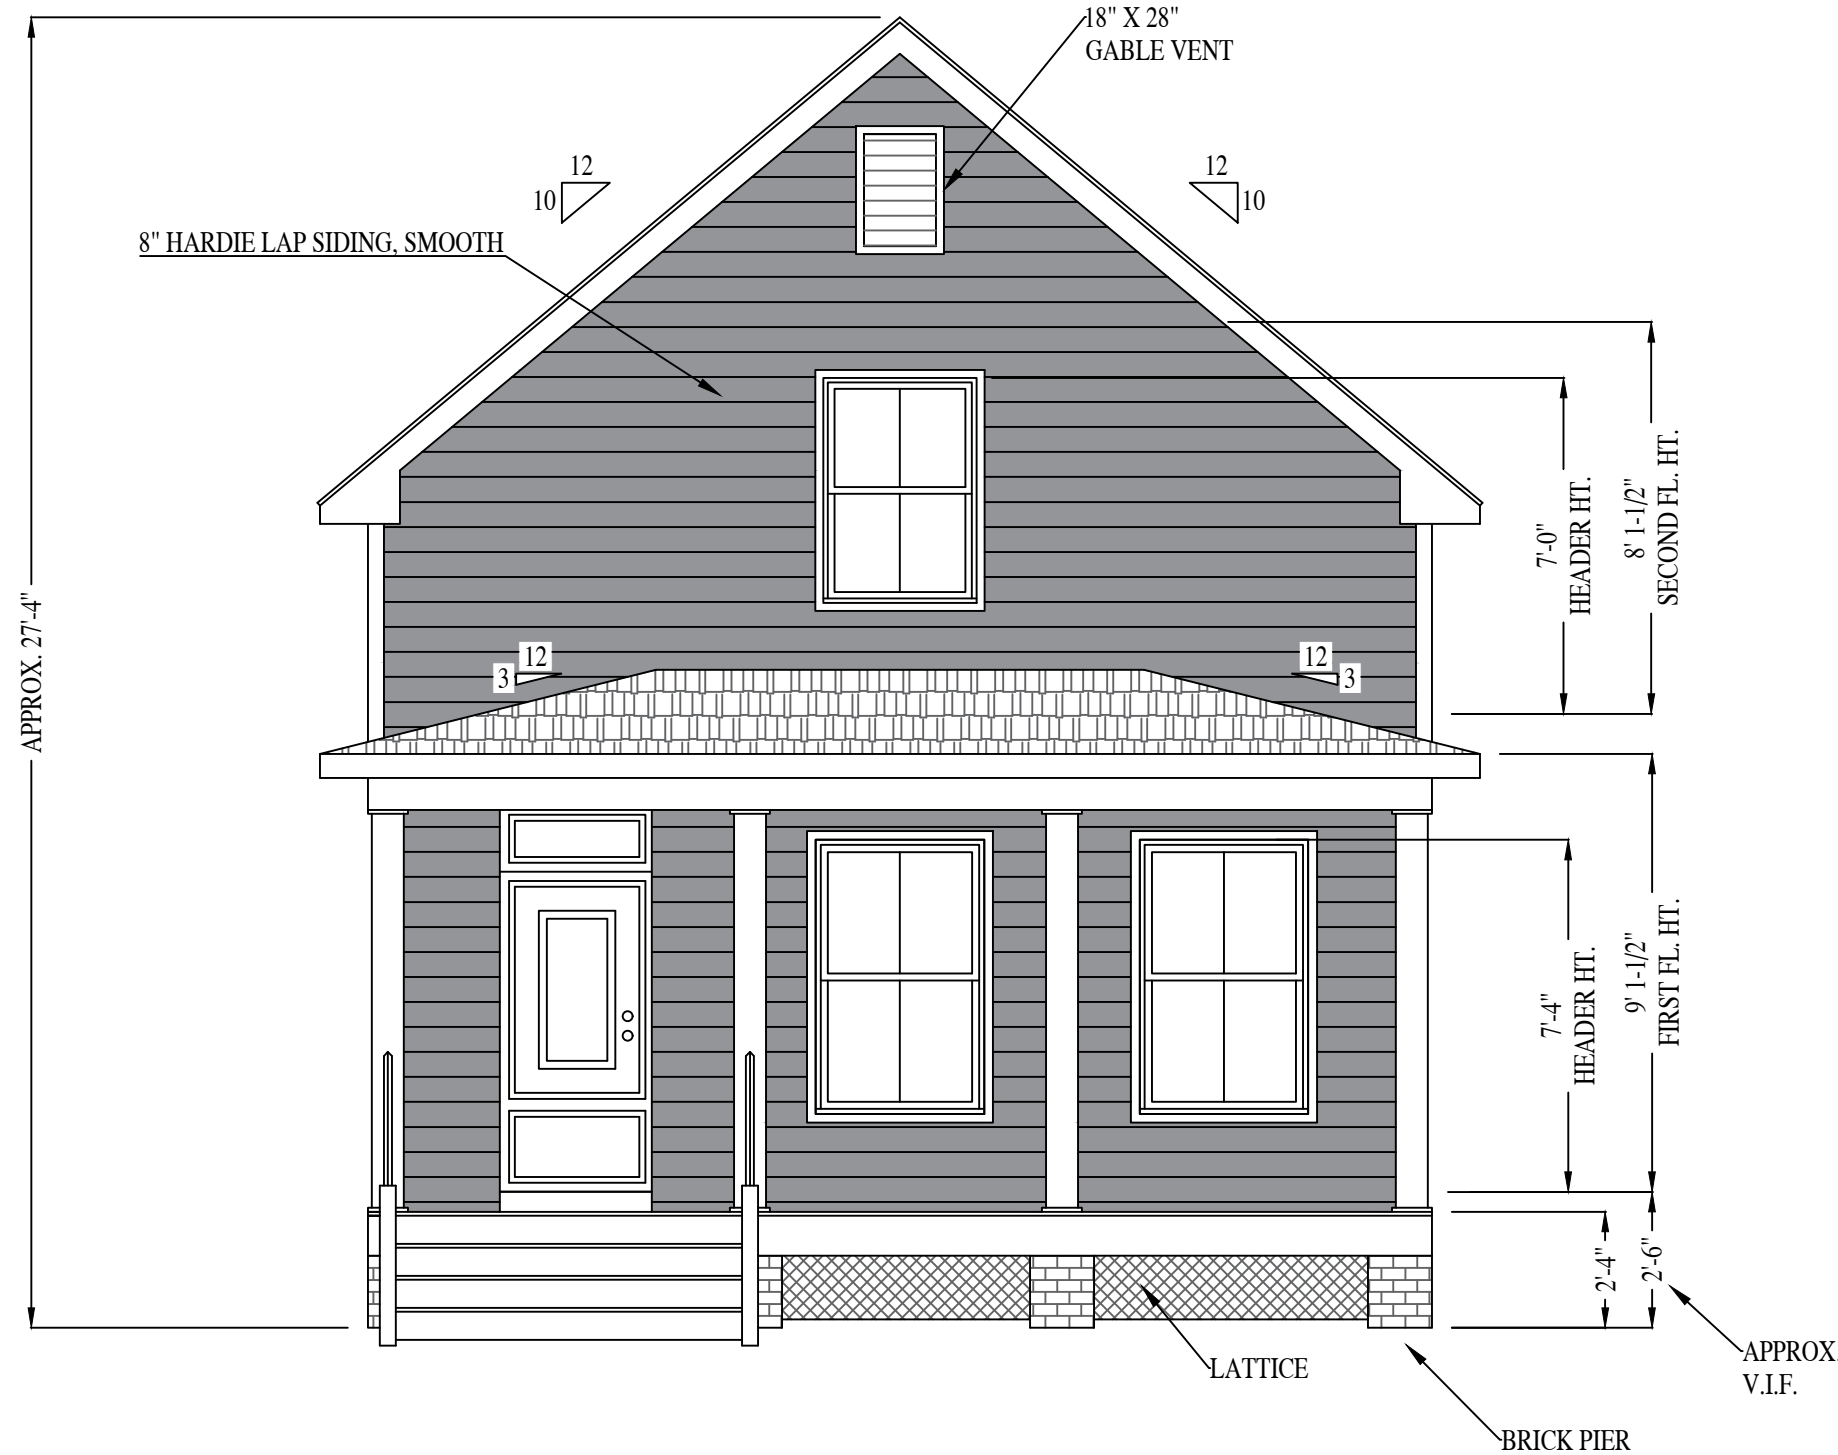 18" X 28"
GABLE VENT
12
10
12
10
8" HARDIE LAP SIDING, SMOOTH
APPROX. 27'-4"
7'-0"
HEADER HT.
8' 1-1/2"
SECOND FL. HT.
12
3
12
3
7'-4"
HEADER HT.
9' 1-1/2"
FIRST FL. HT.
2'-4"
2'-6"
LATTICE
APPROX.
V.I.F.
BRICK PIER